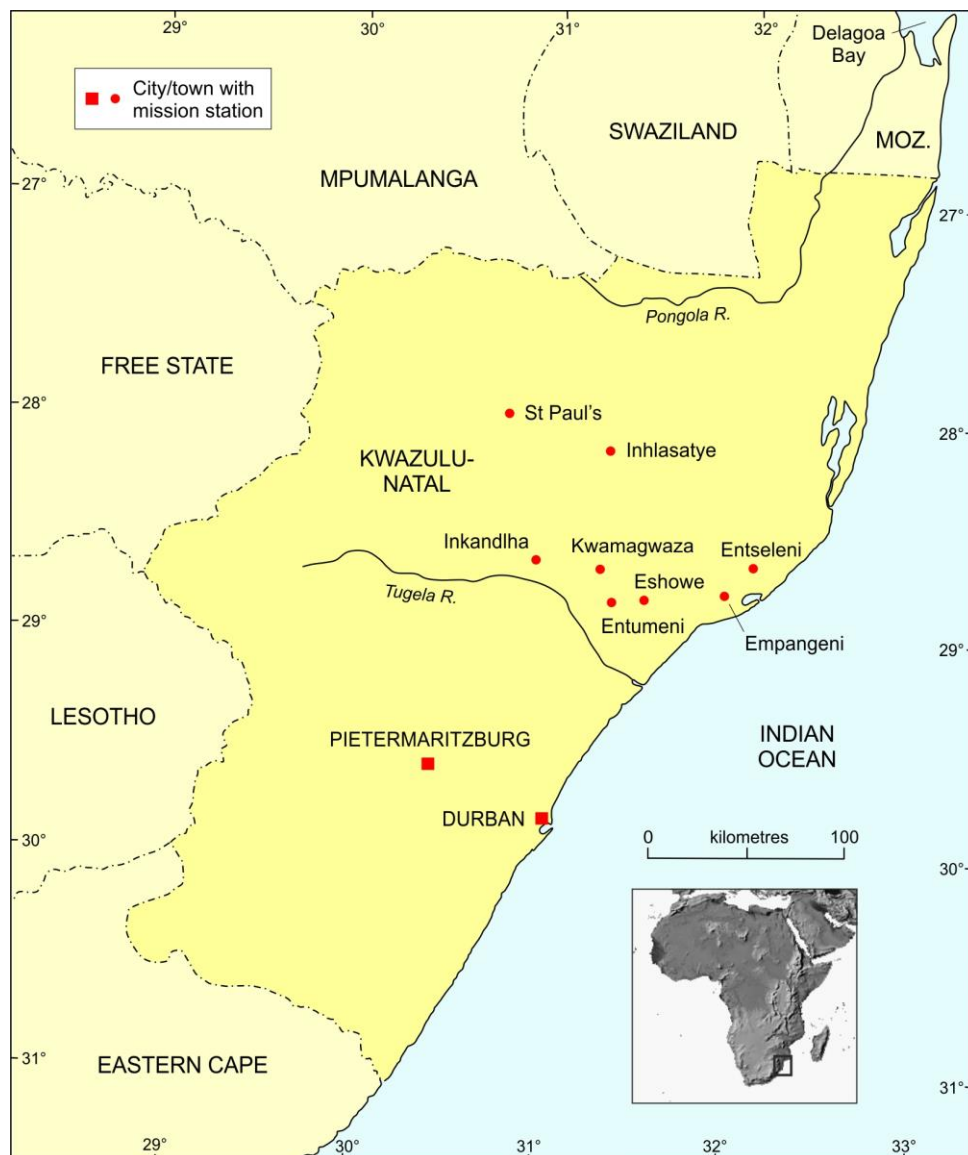 29°
30°
31°
32°
Delagoa
Bay
City/town with
mission station
SWAZILAND
MOZ.
MPUMALANGA
27°
27°
Pongola R.
FREE STATE
28°
28°
St Paul's
Inhlasatye
KWAZULU-
NATAL
Inkandlha
Kwamagwaza
Entseleni
Eshowe
Tugela R.
Entumeni
Empangeni
29°
29°
LESOTHO
PIETERMARITZBURG
INDIAN
OCEAN
DURBAN
0 kilometres 100
30°
30°
31°
31°
EASTERN CAPE
29°
30°
31°
32°
33°